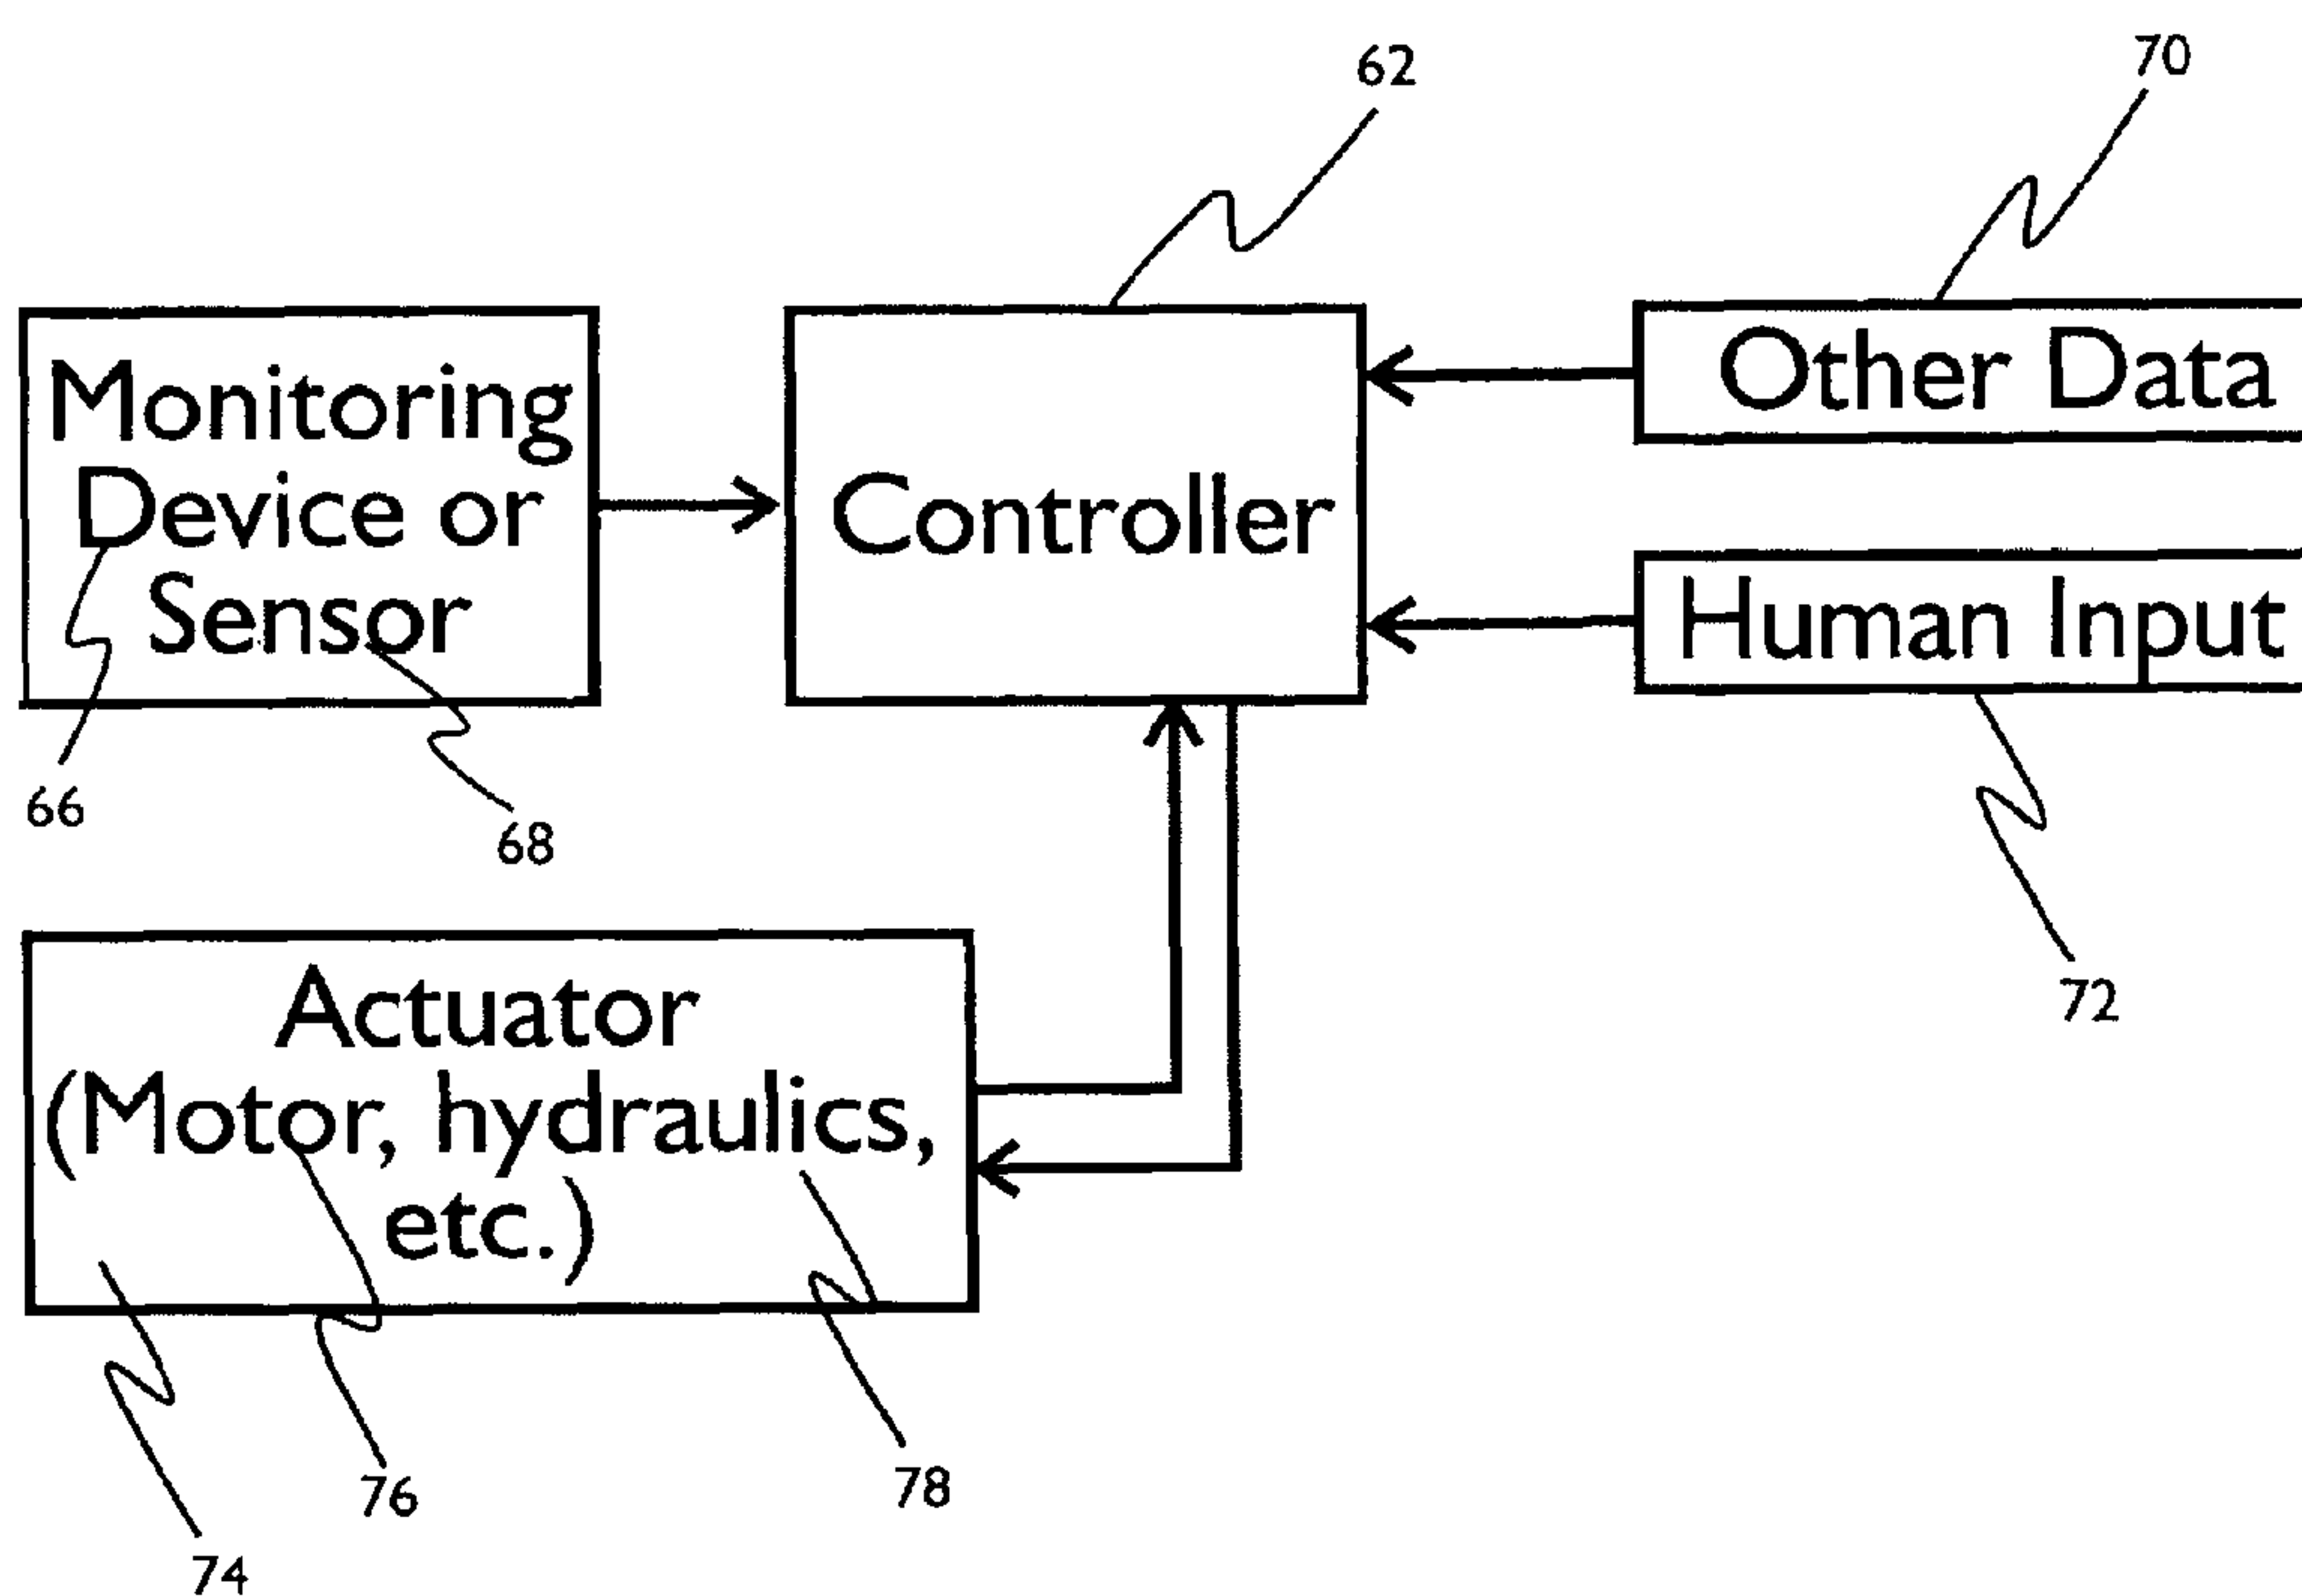 62
70
Monitoring
Device or
Sensor
Controller
Other Data
Human Input
66
68
72
Actuator
(Motor, hydraulics,
etc.)
74
76
78